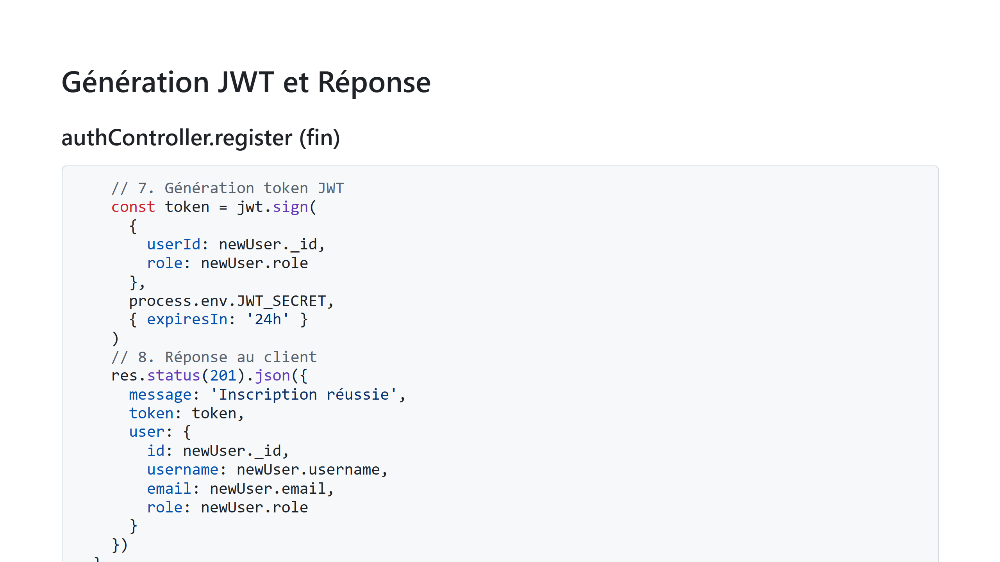 Génération JWT et Réponse
authController.register (fin)
// 7. Génération token JWT
const token = jwt.sign(
{
userId: newUser._id,
role: newUser.role
},
process.env.JWT_SECRET,
{ expiresIn: '24h' }
)
// 8. Réponse au client
res.status(201).json({
message: 'Inscription réussie',
token: token,
user: {
id: newUser._id,
username: newUser.username,
email: newUser.email,
role: newUser.role
}
})
}